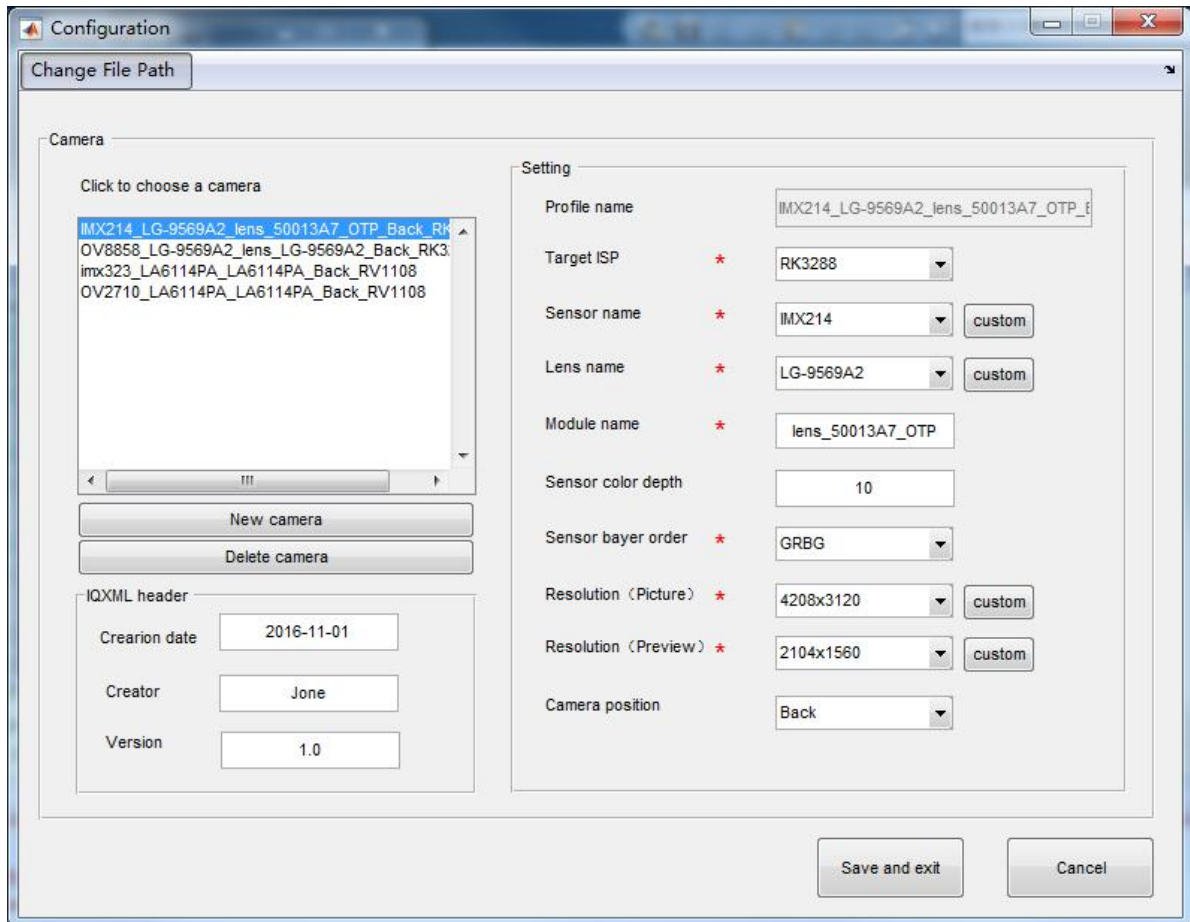 Configuration
Change File Path
Camera
Click to choose a camera
IMX214_LG-9569A2_lens_50013A7_OTP_Back_RK
OV8858_LG-9569A2_lens_LG-9569A2_Back_RK3
imx323_LA6114PA_LA6114PA_Back_RV1108
OV2710_LA6114PA_LA6114PA_Back_RV1108
New camera
Delete camera
IQXML header
Crearion date 2016-11-01
Creator Jone
Version 1.0
Setting
Profile name IMX214_LG-9569A2_lens_50013A7_OTP_B
Target ISP * RK3288
Sensor name * IMX214 custom
Lens name * LG-9569A2 custom
Module name * lens_50013A7_OTP
Sensor color depth 10
Sensor bayer order * GRBG
Resolution（Picture） * 4208x3120 custom
Resolution（Preview） * 2104x1560 custom
Camera position Back
Save and exit Cancel